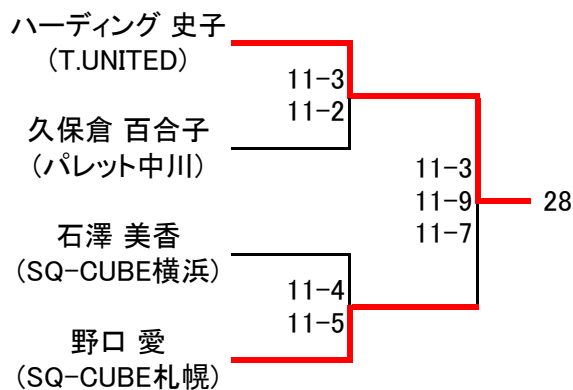 ハーディング 史子
(T.UNITED)
11-3
11-2
久保倉 百合子
(パレット中川)
11-3
11-9
11-7
28
石澤 美香
(SQ-CUBE横浜)
11-4
11-5
野口 愛
(SQ-CUBE札幌)